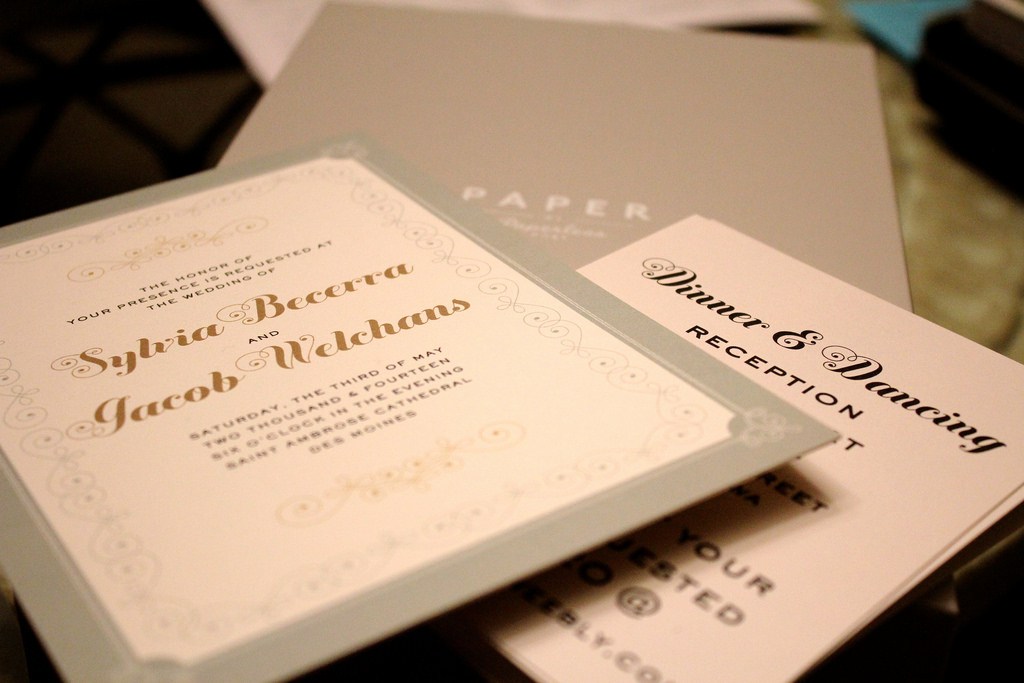 THE HONOR OF
YOUR PRESENCE IS REQUESTED AT
THE WEDDING OF
Sylvia Becerra
AND
Jacob Welchans
SATURDAY, THE THIRD OF MAY
TWO THOUSAND & FOURTEEN
SIX O'CLOCK IN THE EVENING
SAINT AMBROSE CATHEDRAL
DES MOINES
PAPER
Dinner & Dancing
RECEPTION
YOUR
@